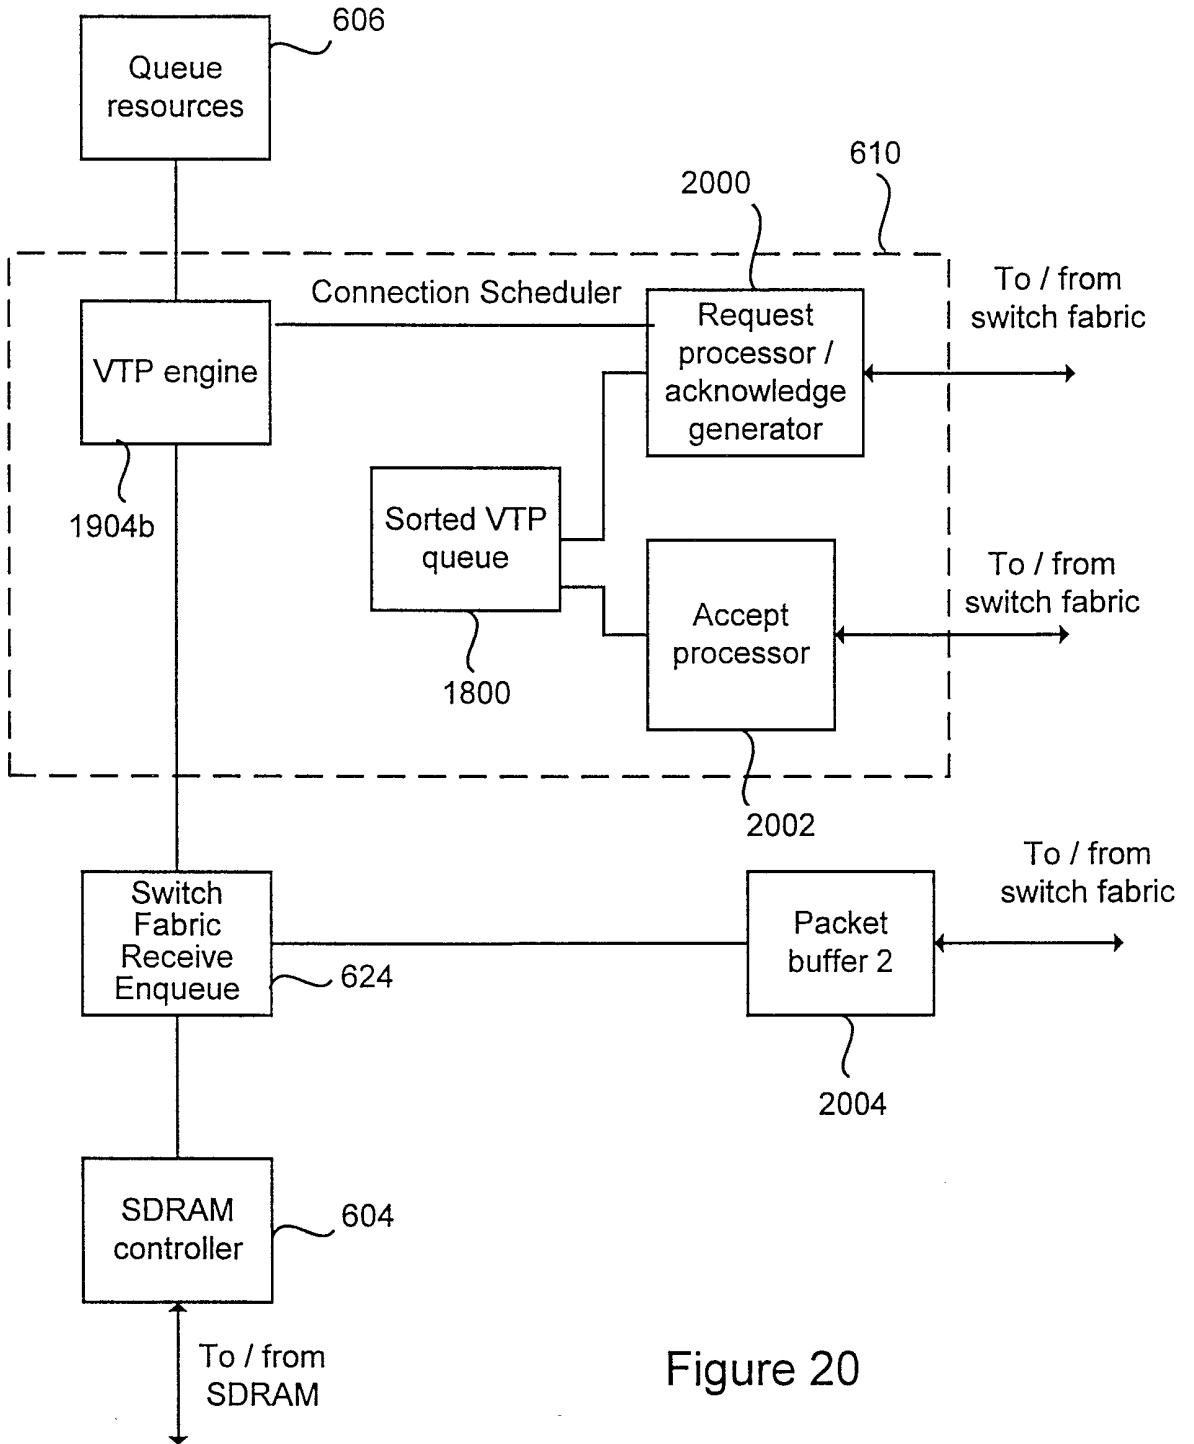 606
Queue
resources
610
2000
Connection Scheduler
To / from
switch fabric
VTP engine
Request
processor /
acknowledge
generator
1904b
Sorted VTP
queue
To / from
switch fabric
Accept
processor
1800
2002
To / from
switch fabric
Switch
Fabric
Receive
Enqueue
624
Packet
buffer 2
2004
SDRAM
controller
604
To / from
SDRAM
Figure 20